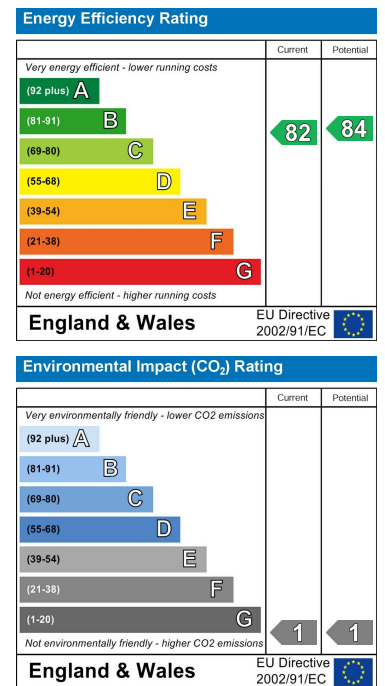 Energy Efficiency Rating
Current Potential
Very energy efficient - lower running costs
(92 plus) A
(81-91) B
82 84
(69-80) C
(55-68) D
(39-54) E
(21-38) F
(1-20) G
Not energy efficient - higher running costs
England & Wales
EU Directive
2002/91/EC
Environmental Impact (CO₂) Rating
Current Potential
Very environmentally friendly - lower CO2 emissions
(92 plus) A
(81-91) B
(69-80) C
(55-68) D
(39-54) E
(21-38) F
(1-20) G
1 1
Not environmentally friendly - higher CO2 emissions
England & Wales
EU Directive
2002/91/EC